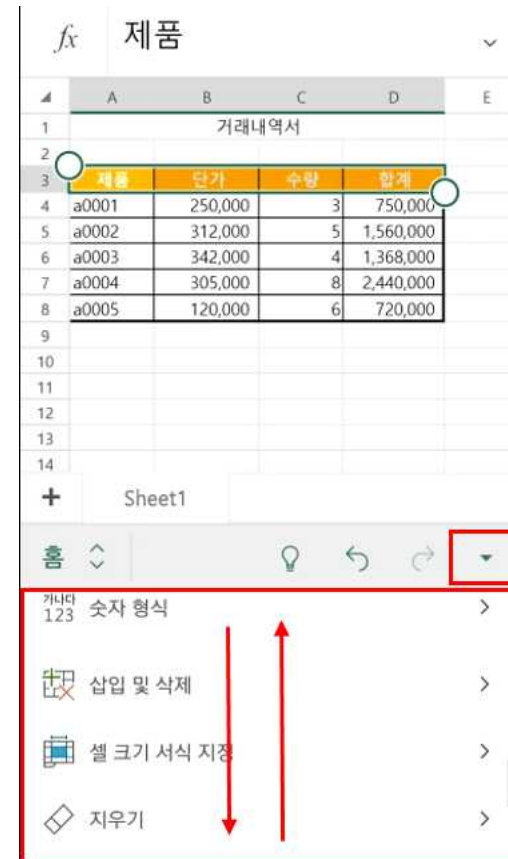 fx 제품
A B C D E
1 거래내역서
2
3 제품 단가 수량 합계
4 a0001 250,000 3 750,000
5 a0002 312,000 5 1,560,000
6 a0003 342,000 4 1,368,000
7 a0004 305,000 8 2,440,000
8 a0005 120,000 6 720,000
9
10
11
12
13
14
+ Sheet1
홈
가나다
123 숫자 형식
삽입 및 삭제
셀 크기 서식 지정
지우기